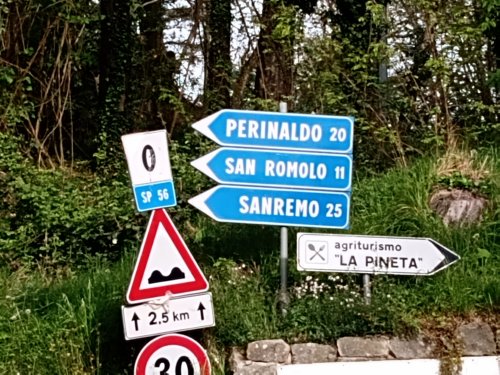 0
SP 56
PERINALDO 20
SAN ROMOLO 11
SANREMO 25
agriturismo
"LA PINETA"
2,5 km
30